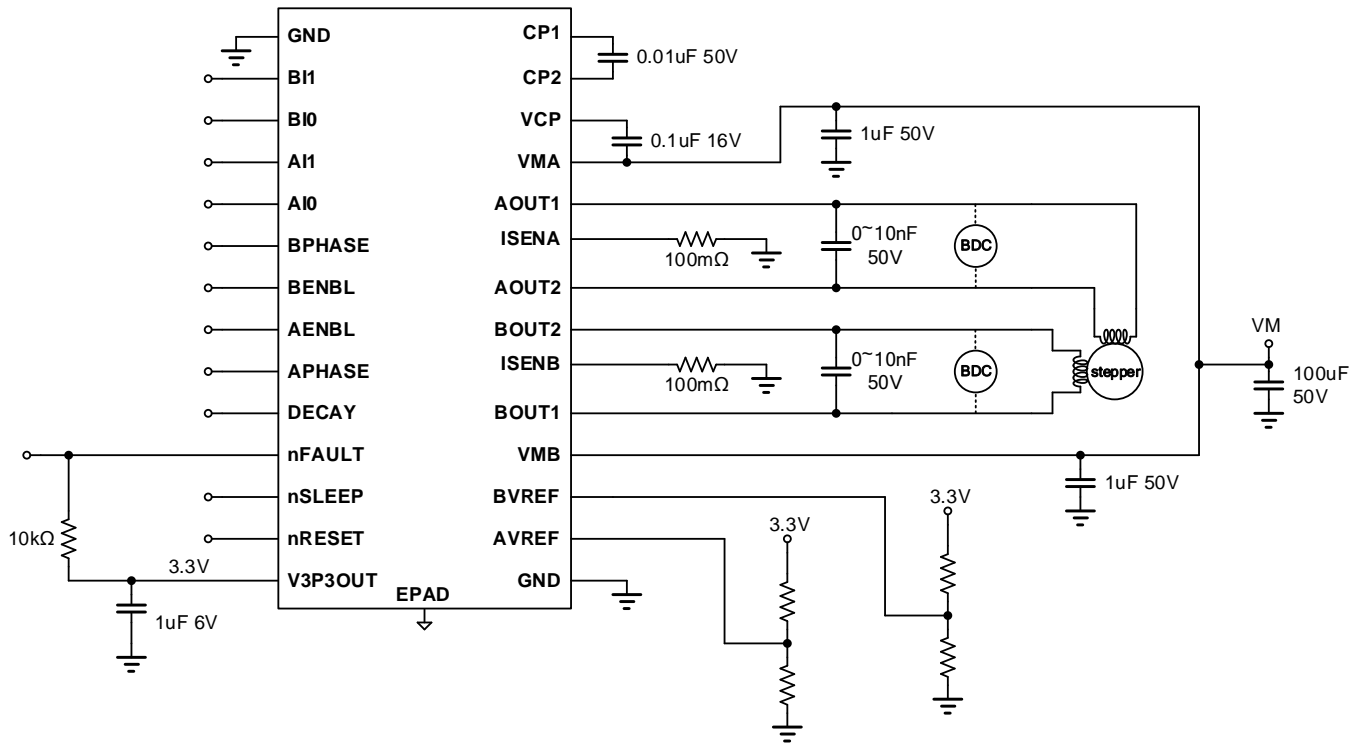 GND
BI1
BI0
AI1
AI0
BPHASE
BENBL
AENBL
APHASE
DECAY
nFAULT
nSLEEP
nRESET
V3P3OUT
EPAD
CP1
CP2
VCP
VMA
AOUT1
ISENA
AOUT2
BOUT2
ISENB
BOUT1
VMB
BVREF
AVREF
GND
10kΩ
3.3V
1uF 6V
0.01uF 50V
0.1uF 16V
1uF 50V
100mΩ
0~10nF
50V
BDC
100mΩ
0~10nF
50V
BDC
stepper
VM
100uF
50V
1uF 50V
3.3V
3.3V